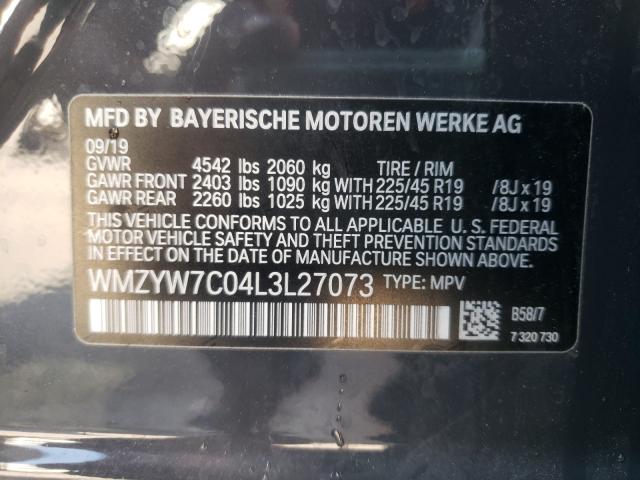 MFD BY BAYERISCHE MOTOREN WERKE AG
09/19
GVWR 4542 lbs 2060 kg TIRE / RIM
GAWR FRONT 2403 lbs 1090 kg WITH 225/45 R19 /8J x 19
GAWR REAR 2260 lbs 1025 kg WITH 225/45 R19 /8J x 19
THIS VEHICLE CONFORMS TO ALL APPLICABLE U. S. FEDERAL
MOTOR VEHICLE SAFETY AND THEFT PREVENTION STANDARDS
IN EFFECT ON THE DATE OF MANUFACTURE SHOWN ABOVE.
WMZYW7C04L3L27073 TYPE: MPV
B58/7
7 320 730